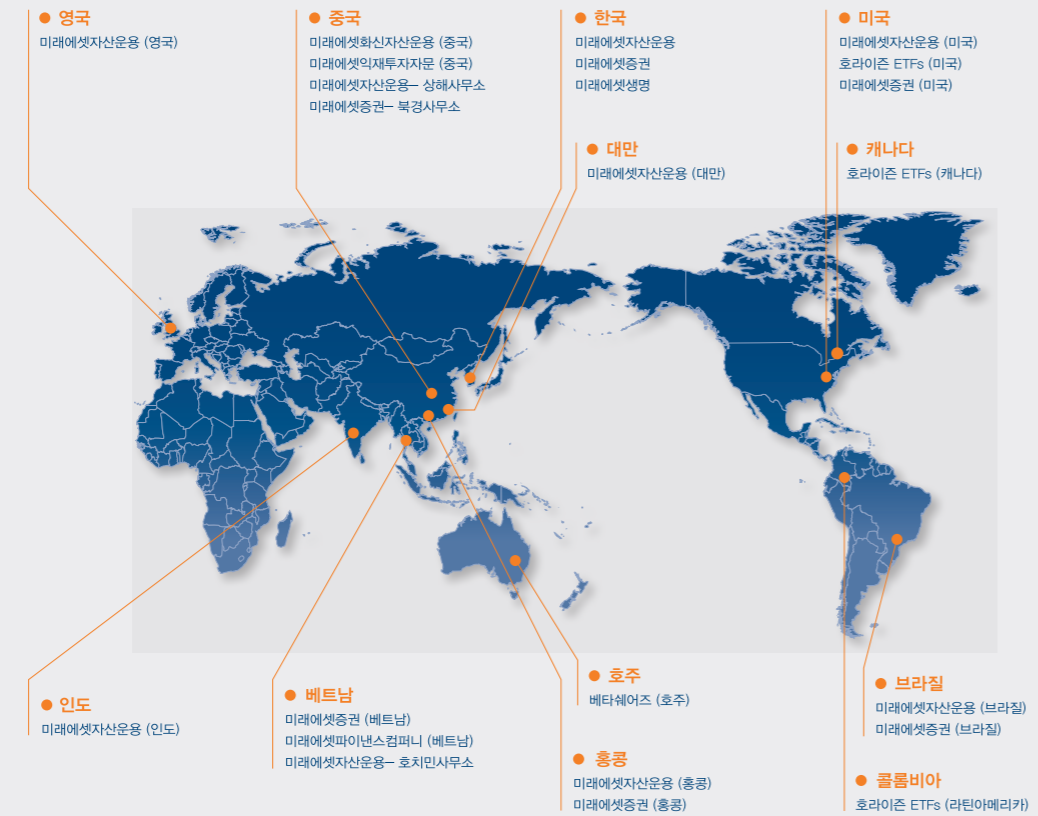 영국
미래에셋자산운용 (영국)
중국
미래에셋화신자산운용 (중국)
미래에셋익재투자자문 (중국)
미래에셋자산운용– 상해사무소
미래에셋증권– 북경사무소
한국
미래에셋자산운용
미래에셋증권
미래에셋생명
미국
미래에셋자산운용 (미국)
호라이즌 ETFs (미국)
미래에셋증권 (미국)
대만
미래에셋자산운용 (대만)
캐나다
호라이즌 ETFs (캐나다)
인도
미래에셋자산운용 (인도)
베트남
미래에셋증권 (베트남)
미래에셋파이낸스컴퍼니 (베트남)
미래에셋자산운용– 호치민사무소
호주
베타쉐어즈 (호주)
홍콩
미래에셋자산운용 (홍콩)
미래에셋증권 (홍콩)
브라질
미래에셋자산운용 (브라질)
미래에셋증권 (브라질)
콜롬비아
호라이즌 ETFs (라틴아메리카)